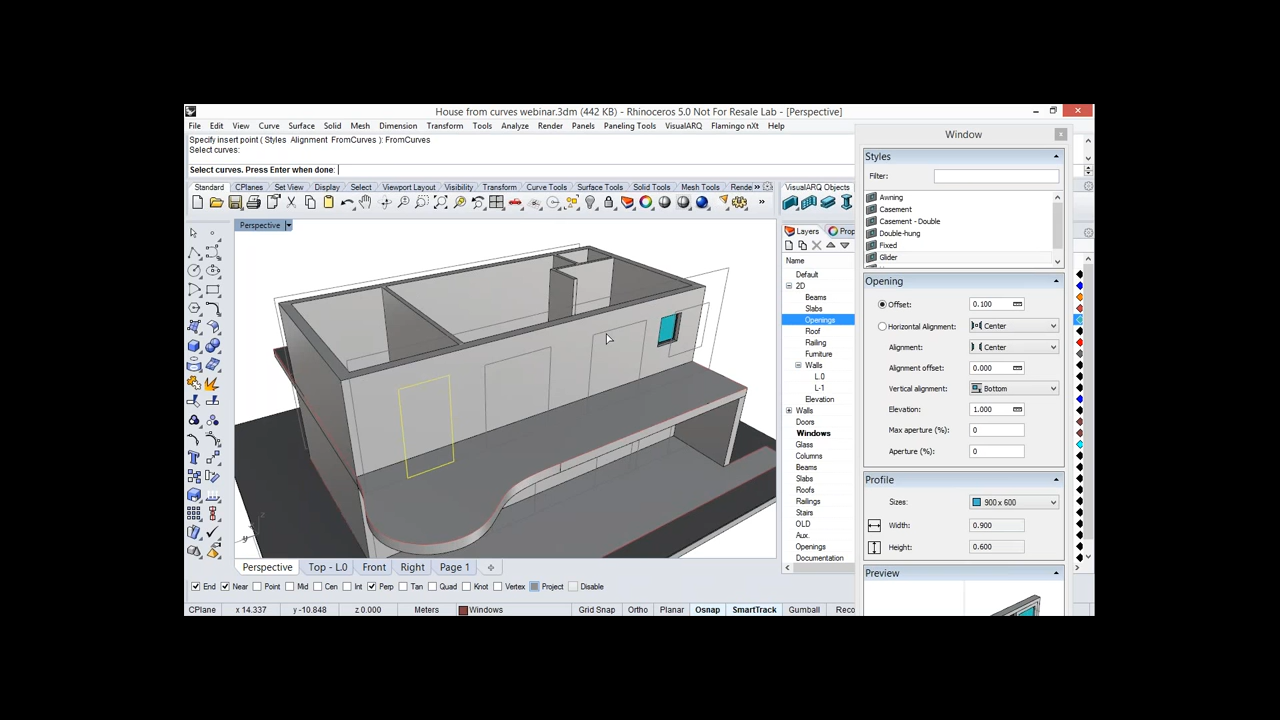 House from curves webinar.3dm (442 KB) - Rhinoceros 5.0 Not For Resale Lab - [Perspective]
File Edit View Curve Surface Solid Mesh Dimension Transform Tools Analyze Render Panels Paneling Tools VisualARQ Flamingo nXt Help
Specify insert point ( Styles Alignment FromCurves ): FromCurves
Select curves:
Select curves. Press Enter when done:
Standard CPlanes Set View Display Select Viewport Layout Visibility Transform Curve Tools Surface Tools Solid Tools Mesh Tools Rende
VisualARQ Objects
Perspective
Layers Prop
Name
Default
2D
Beams
Slabs
Openings
Roof
Railing
Furniture
Walls
L.0
L-1
Elevation
Walls
Doors
Windows
Glass
Columns
Beams
Slabs
Roofs
Railings
Stairs
OLD
Aux.
Openings
Documentation
Window
Styles
Filter:
Awning
Casement
Casement - Double
Double-hung
Fixed
Glider
Opening
Offset: 0.100
Horizontal Alignment: Center
Alignment: Center
Alignment offset: 0.000
Vertical alignment: Bottom
Elevation: 1.000
Max aperture (%): 0
Aperture (%): 0
Profile
Sizes: 900 x 600
Width: 0.900
Height: 0.600
Preview
z
y
Perspective Top - L.0 Front Right Page 1
End Near Point Mid Cen Int Perp Tan Quad Knot Vertex Project Disable
CPlane x 14.337 y -10.848 z 0.000 Meters Windows Grid Snap Ortho Planar Osnap SmartTrack Gumball Reco